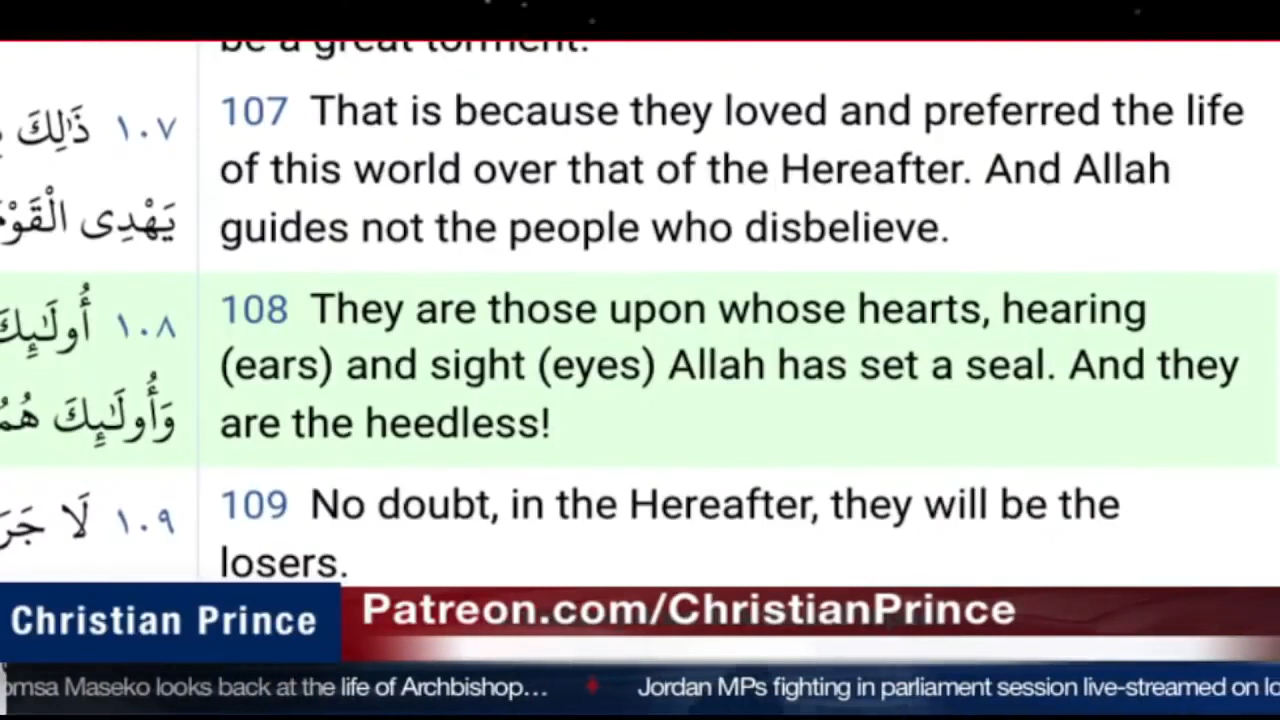 be a great torment.
107 That is because they loved and preferred the life
of this world over that of the Hereafter. And Allah
guides not the people who disbelieve.
108 They are those upon whose hearts, hearing
(ears) and sight (eyes) Allah has set a seal. And they
are the heedless!
109 No doubt, in the Hereafter, they will be the
losers.
١٠٧ ذَٰلِكَ
يَهْدِى الْقَوْمَ
١٠٨ أُولَٰئِكَ
وَأُولَٰئِكَ هُمُ
١٠٩ لَا
Christian Prince
Patreon.com/ChristianPrince
Maseko looks back at the life of Archbishop...
Jordan MPs fighting in parliament session live-streamed on